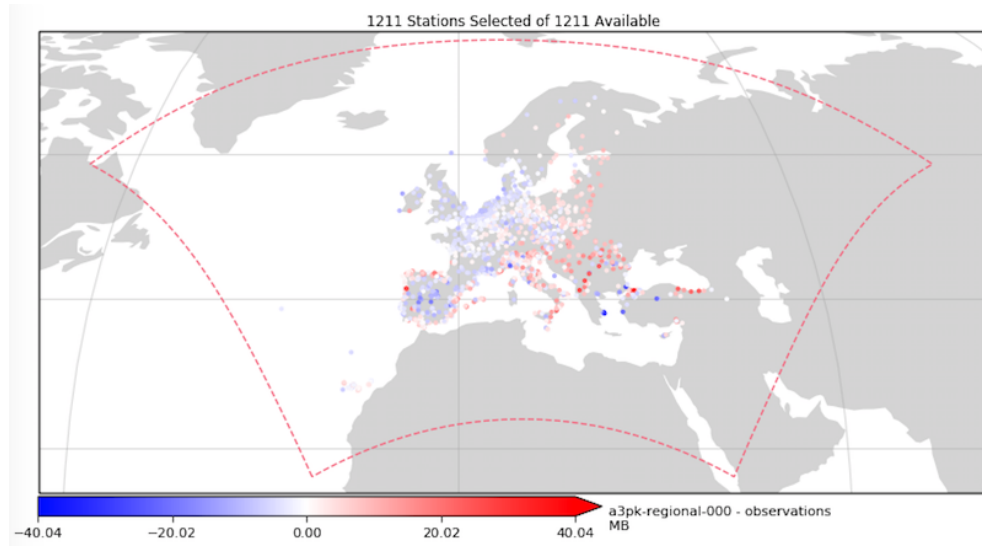 1211 Stations Selected of 1211 Available
−40.04 −20.02 0.00 20.02 40.04
a3pk-regional-000 - observations
MB